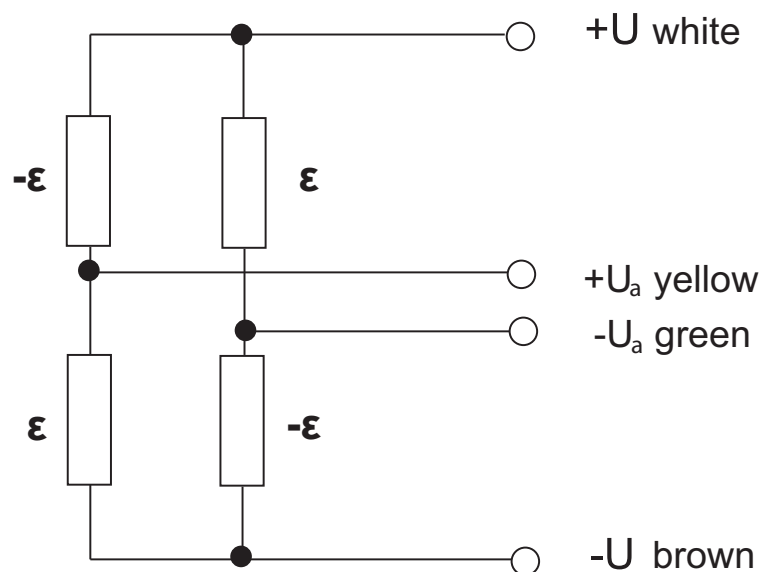 +U white
-ε
ε
+Uₐ yellow
-Uₐ green
ε
-ε
-U brown